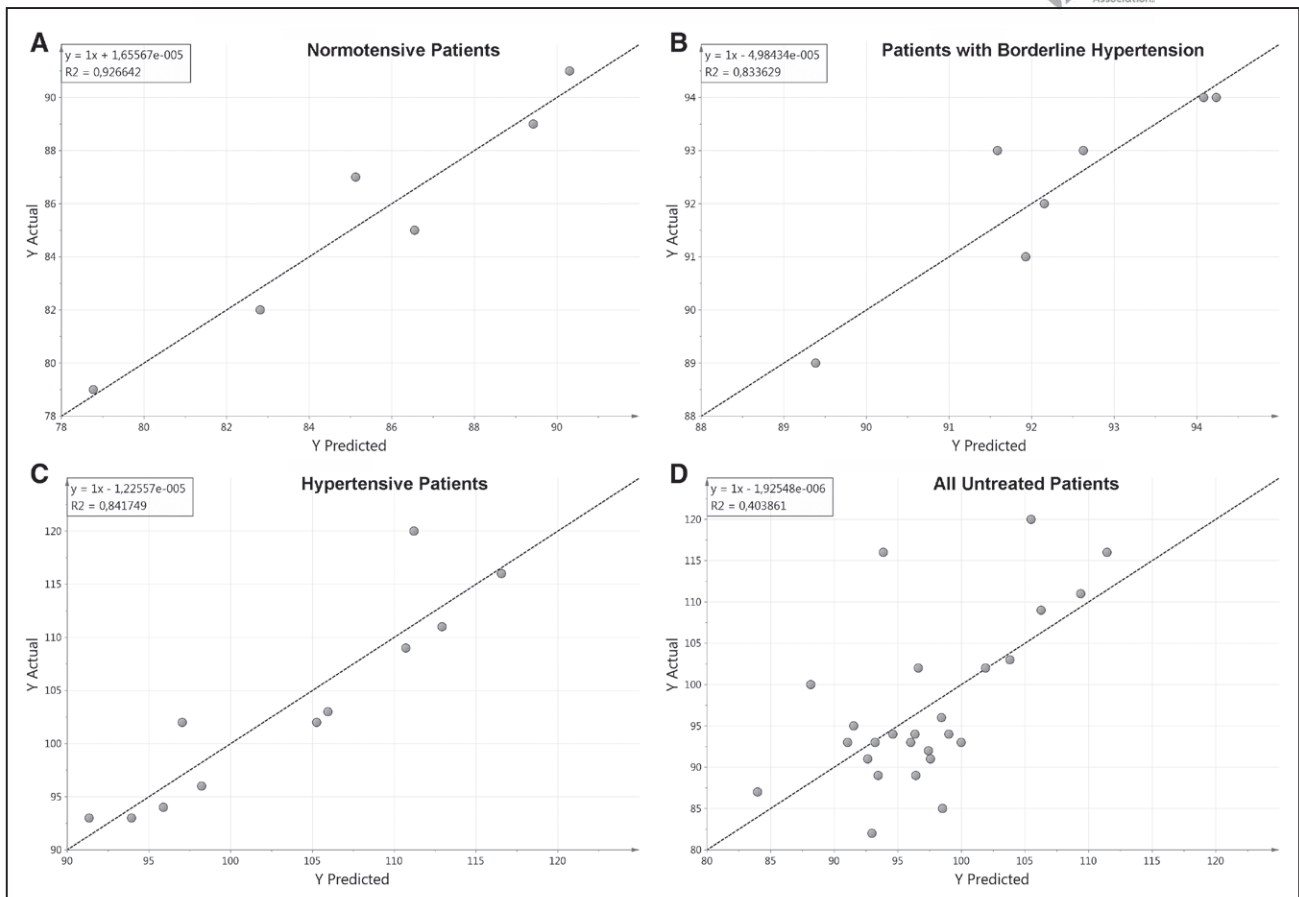 Association.
A
Normotensive Patients
y = 1x + 1,65567e-005
R2 = 0,926642
90
88
86
84
82
80
78
Y Actual
78 80 82 84 86 88 90
Y Predicted
B
Patients with Borderline Hypertension
y = 1x - 4,98434e-005
R2 = 0,833629
94
93
92
91
90
89
88
Y Actual
88 89 90 91 92 93 94
Y Predicted
C
Hypertensive Patients
y = 1x - 1,22557e-005
R2 = 0,841749
120
115
110
105
100
95
90
Y Actual
90 95 100 105 110 115 120
Y Predicted
D
All Untreated Patients
y = 1x - 1,92548e-006
R2 = 0,403861
120
115
110
105
100
95
90
85
80
Y Actual
80 85 90 95 100 105 110 115 120
Y Predicted